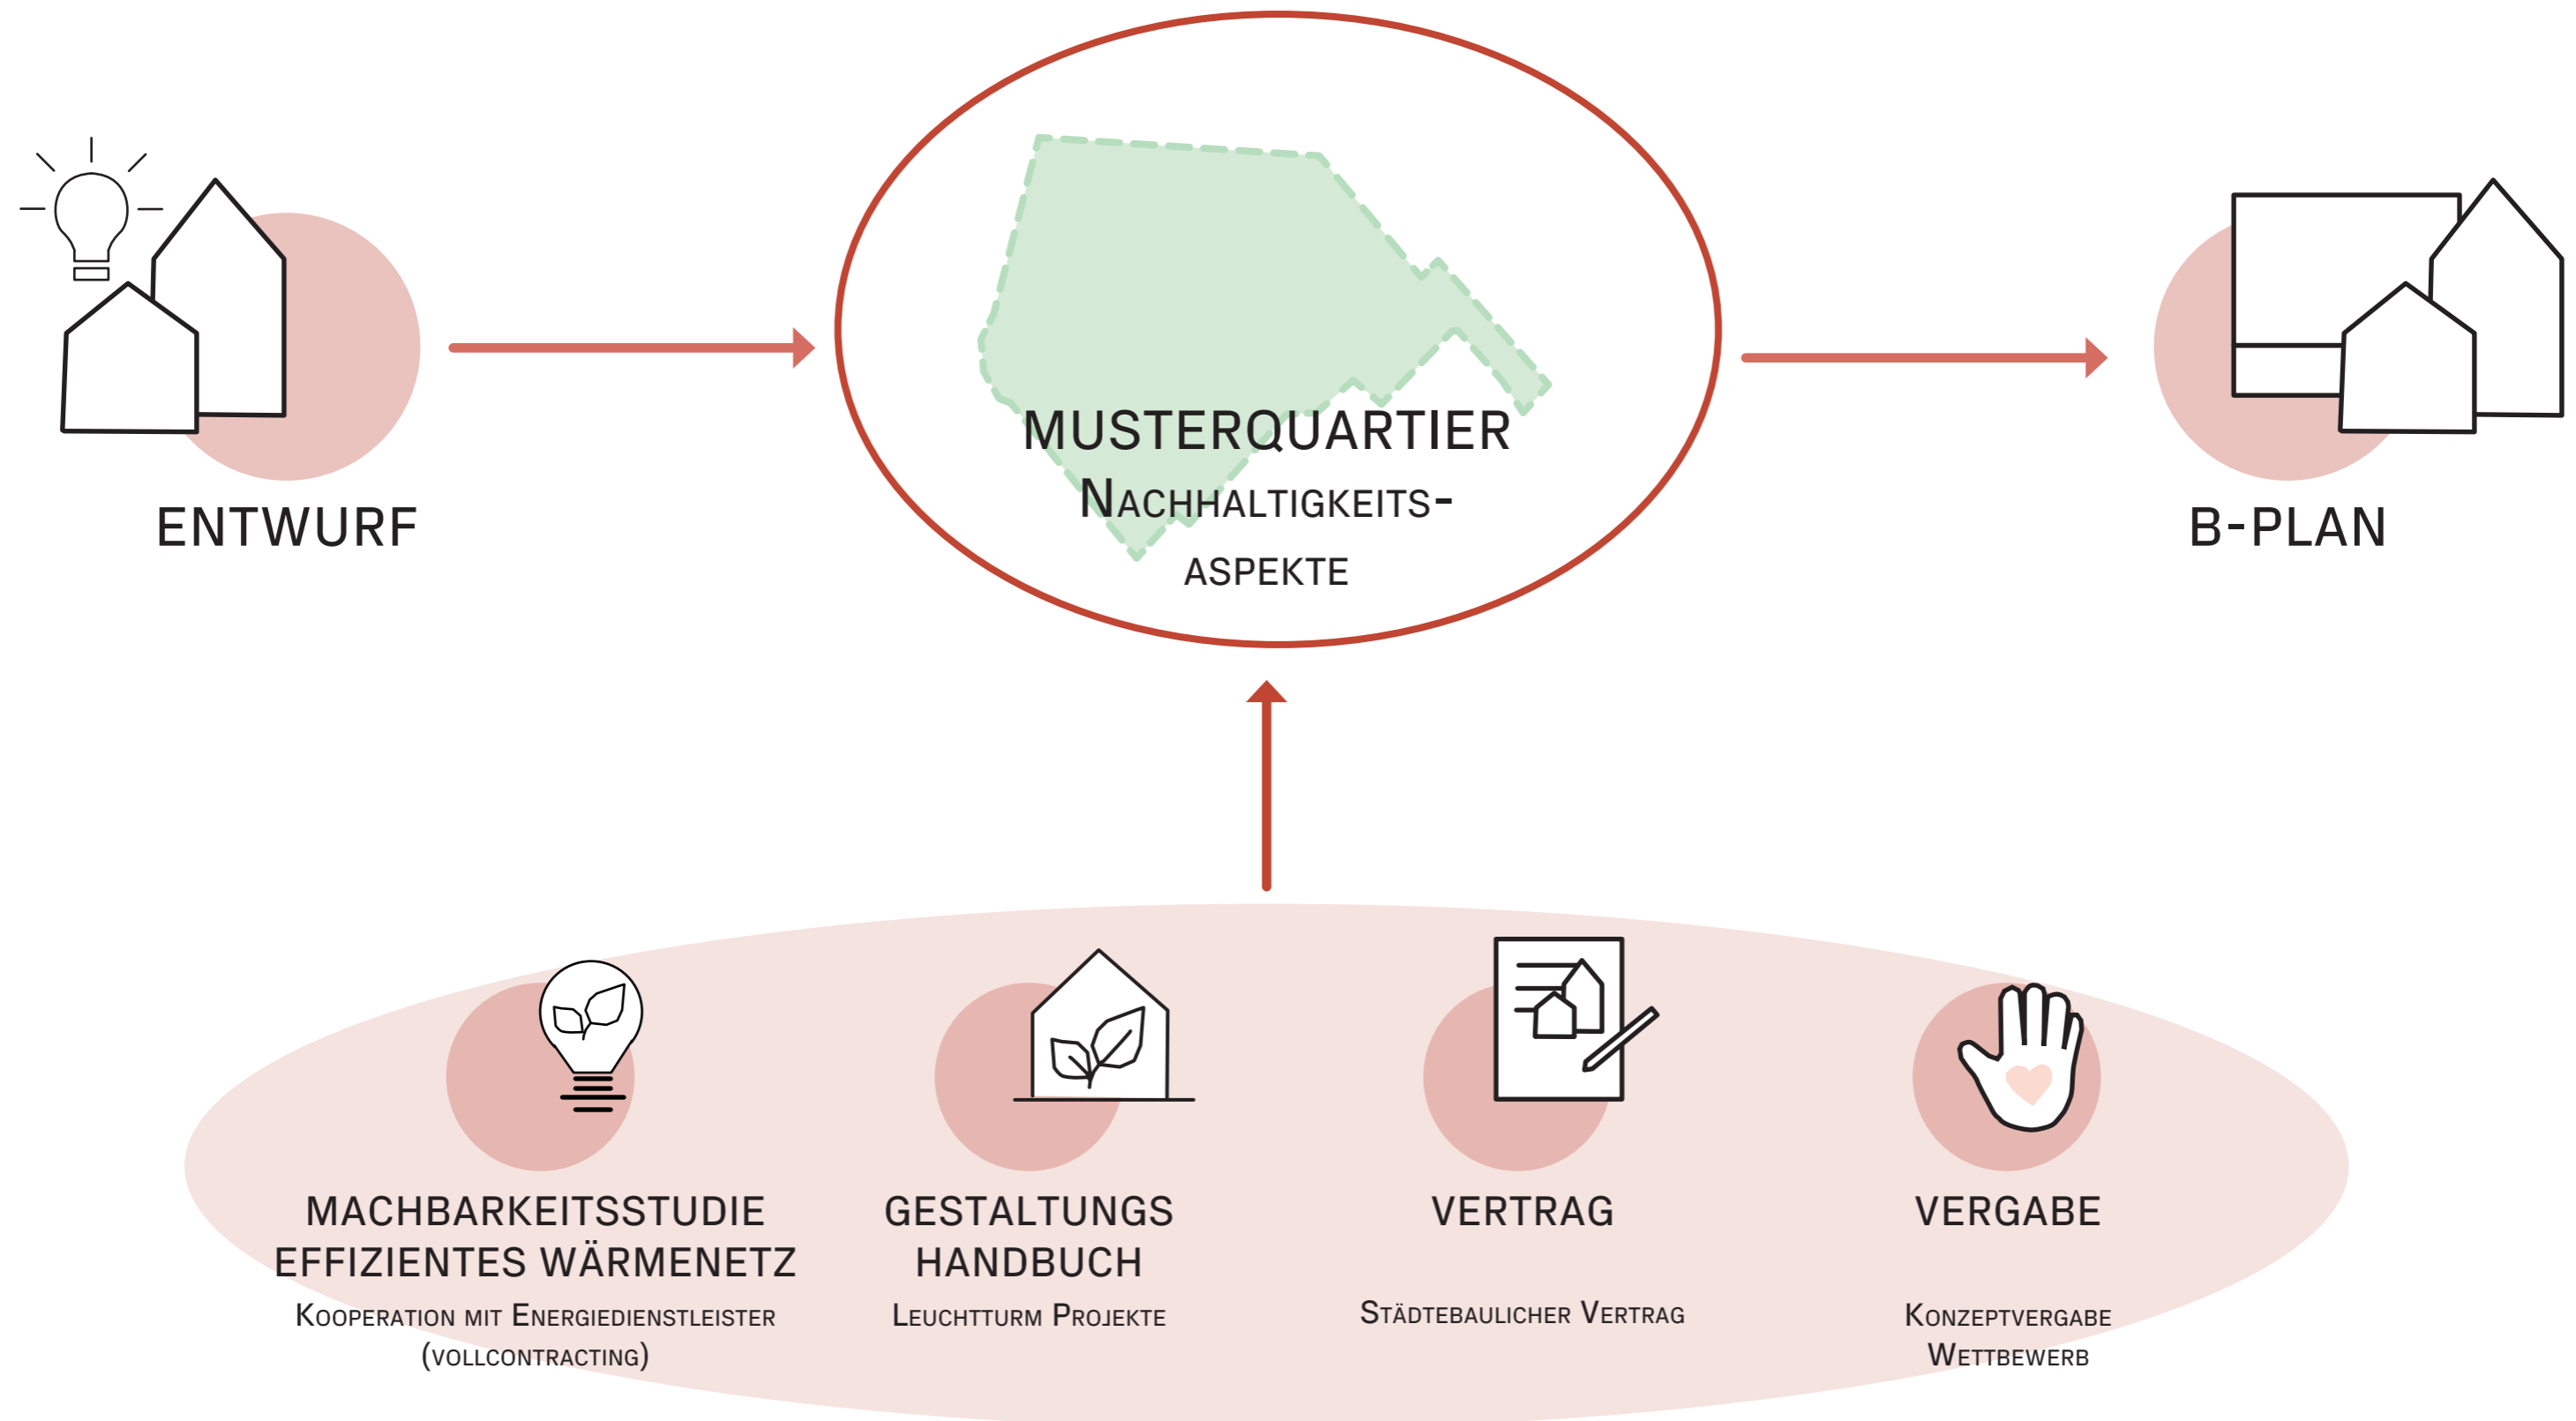 MUSTERQUARTIER
Nachhaltigkeits-
aspekte
ENTWURF
B-PLAN
MACHBARKEITSSTUDIE
EFFIZIENTES WÄRMENETZ
Kooperation mit Energiedienstleister
(vollcontracting)
GESTALTUNGS
HANDBUCH
Leuchtturm Projekte
VERTRAG
Städtebaulicher Vertrag
VERGABE
Konzeptvergabe
Wettbewerb